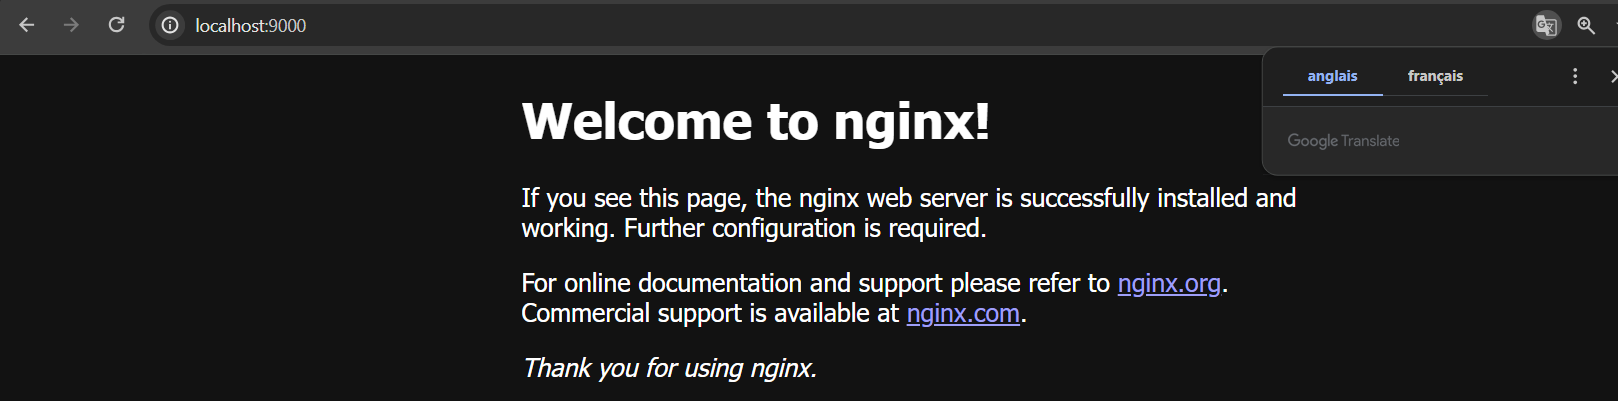 localhost:9000
anglais français
Google Translate
Welcome to nginx!
If you see this page, the nginx web server is successfully installed and
working. Further configuration is required.
For online documentation and support please refer to nginx.org.
Commercial support is available at nginx.com.
Thank you for using nginx.